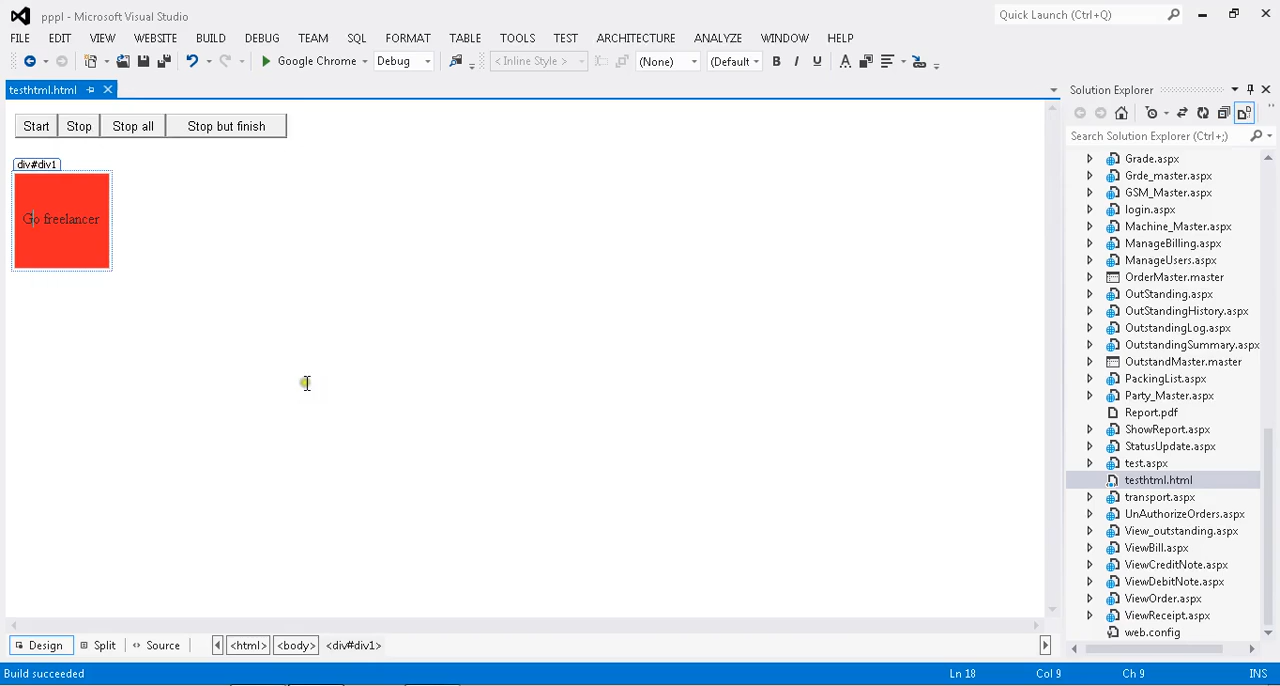 pppl - Microsoft Visual Studio
Quick Launch (Ctrl+Q)
FILE EDIT VIEW WEBSITE BUILD DEBUG TEAM SQL FORMAT TABLE TOOLS TEST ARCHITECTURE ANALYZE WINDOW HELP
Google Chrome Debug < Inline Style > (None) (Default B I U A
testhtml.html
Solution Explorer
Start Stop Stop all Stop but finish
Search Solution Explorer (Ctrl+;)
div#div1
Go freelancer
Grade.aspx
Grde_master.aspx
GSM_Master.aspx
login.aspx
Machine_Master.aspx
ManageBilling.aspx
ManageUsers.aspx
OrderMaster.master
OutStanding.aspx
OutStandingHistory.aspx
OutstandingLog.aspx
OutstandingSummary.aspx
OutstandMaster.master
PackingList.aspx
Party_Master.aspx
Report.pdf
ShowReport.aspx
StatusUpdate.aspx
test.aspx
testhtml.html
transport.aspx
UnAuthorizeOrders.aspx
View_outstanding.aspx
ViewBill.aspx
ViewCreditNote.aspx
ViewDebitNote.aspx
ViewOrder.aspx
ViewReceipt.aspx
web.config
Design Split Source <html> <body> <div#div1>
Build succeeded Ln 18 Col 9 Ch 9 INS